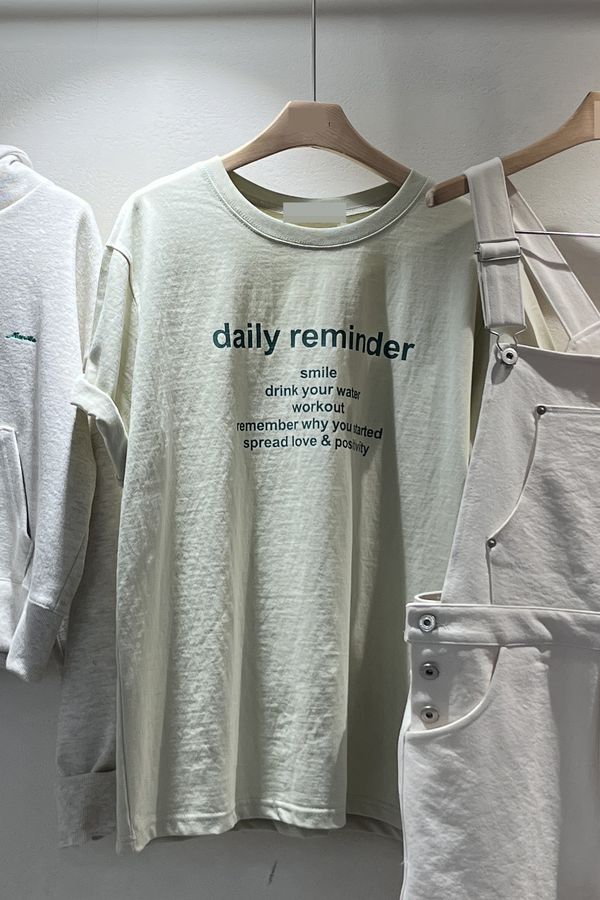 daily reminder
smile
drink your water
workout
remember why you started
spread love & positivity